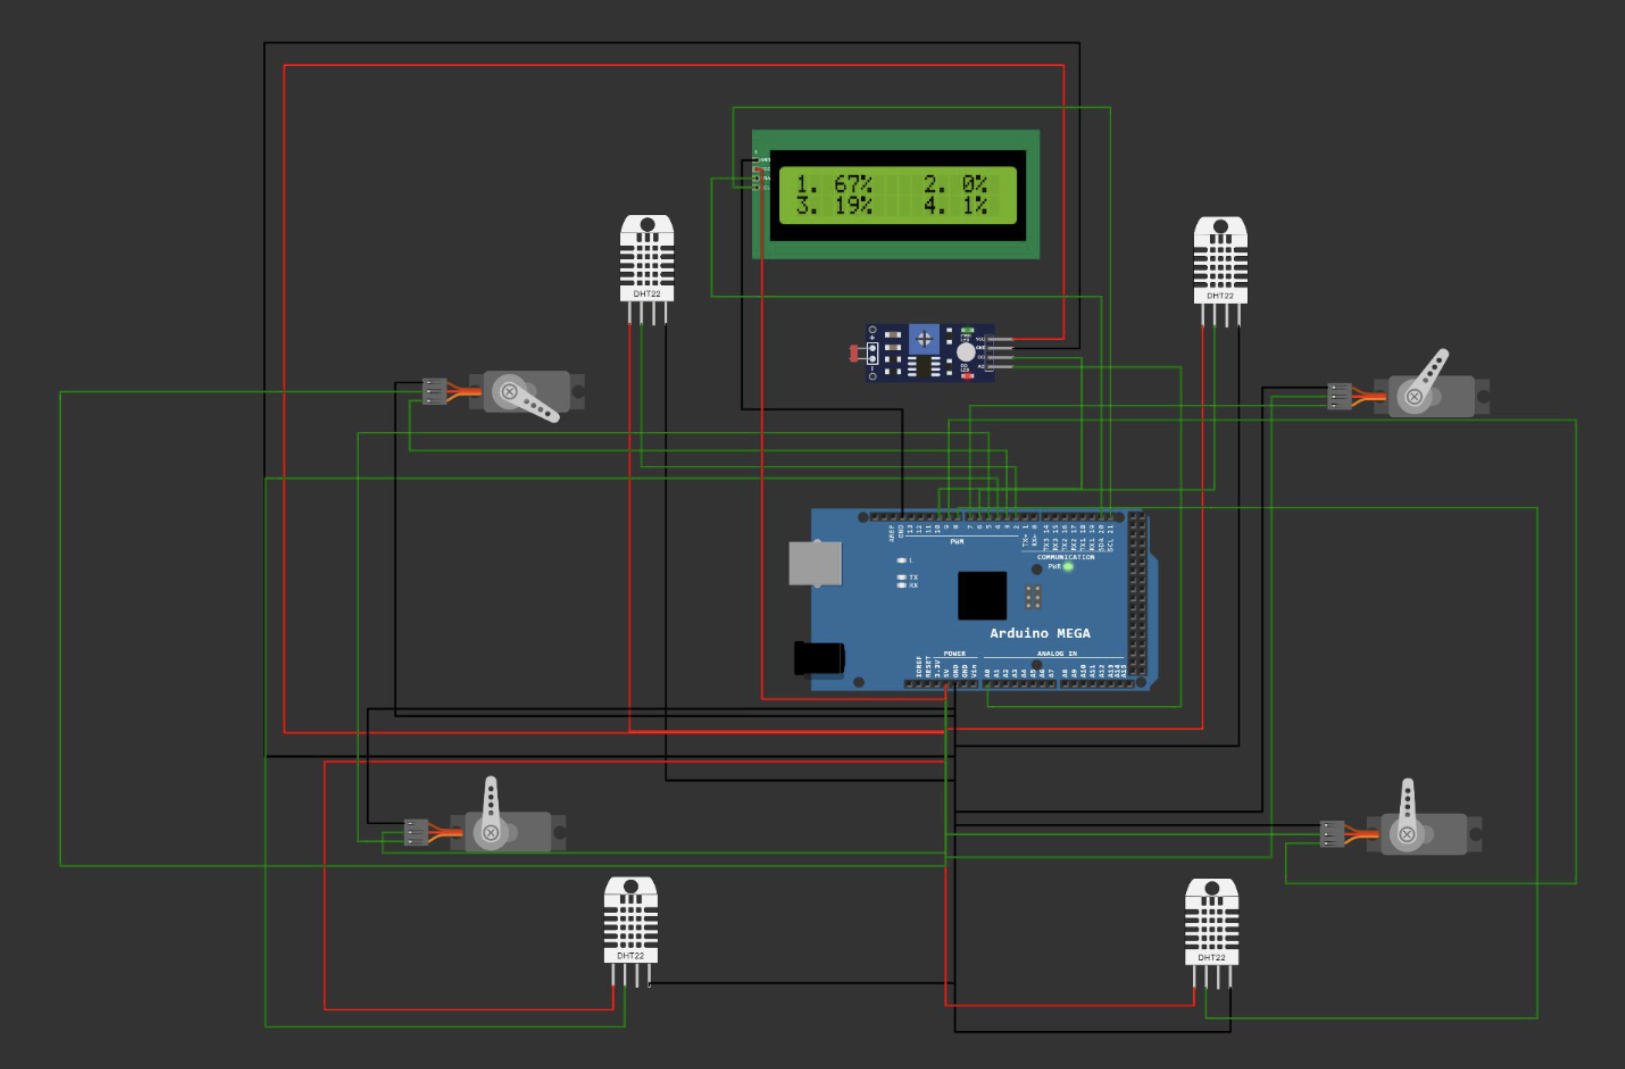 1. 67% 2. 0%
3. 19% 4. 1%
DHT22
DHT22
VCC
GND
DO
AO
AREF
GND
13
12
11
10
9
8
7
6
5
4
3
2
1
0
TX3 14
RX3 15
TX2 16
RX2 17
TX1 18
RX1 19
SDA 20
SCL 21
PWM
COMMUNICATION
L
PWR
TX
RX
Arduino MEGA
POWER
ANALOG IN
IOREF
RESET
3.3V
5V
GND
GND
Vin
A0
A1
A2
A3
A4
A5
A6
A7
A8
A9
A10
A11
A12
A13
A14
A15
DHT22
DHT22